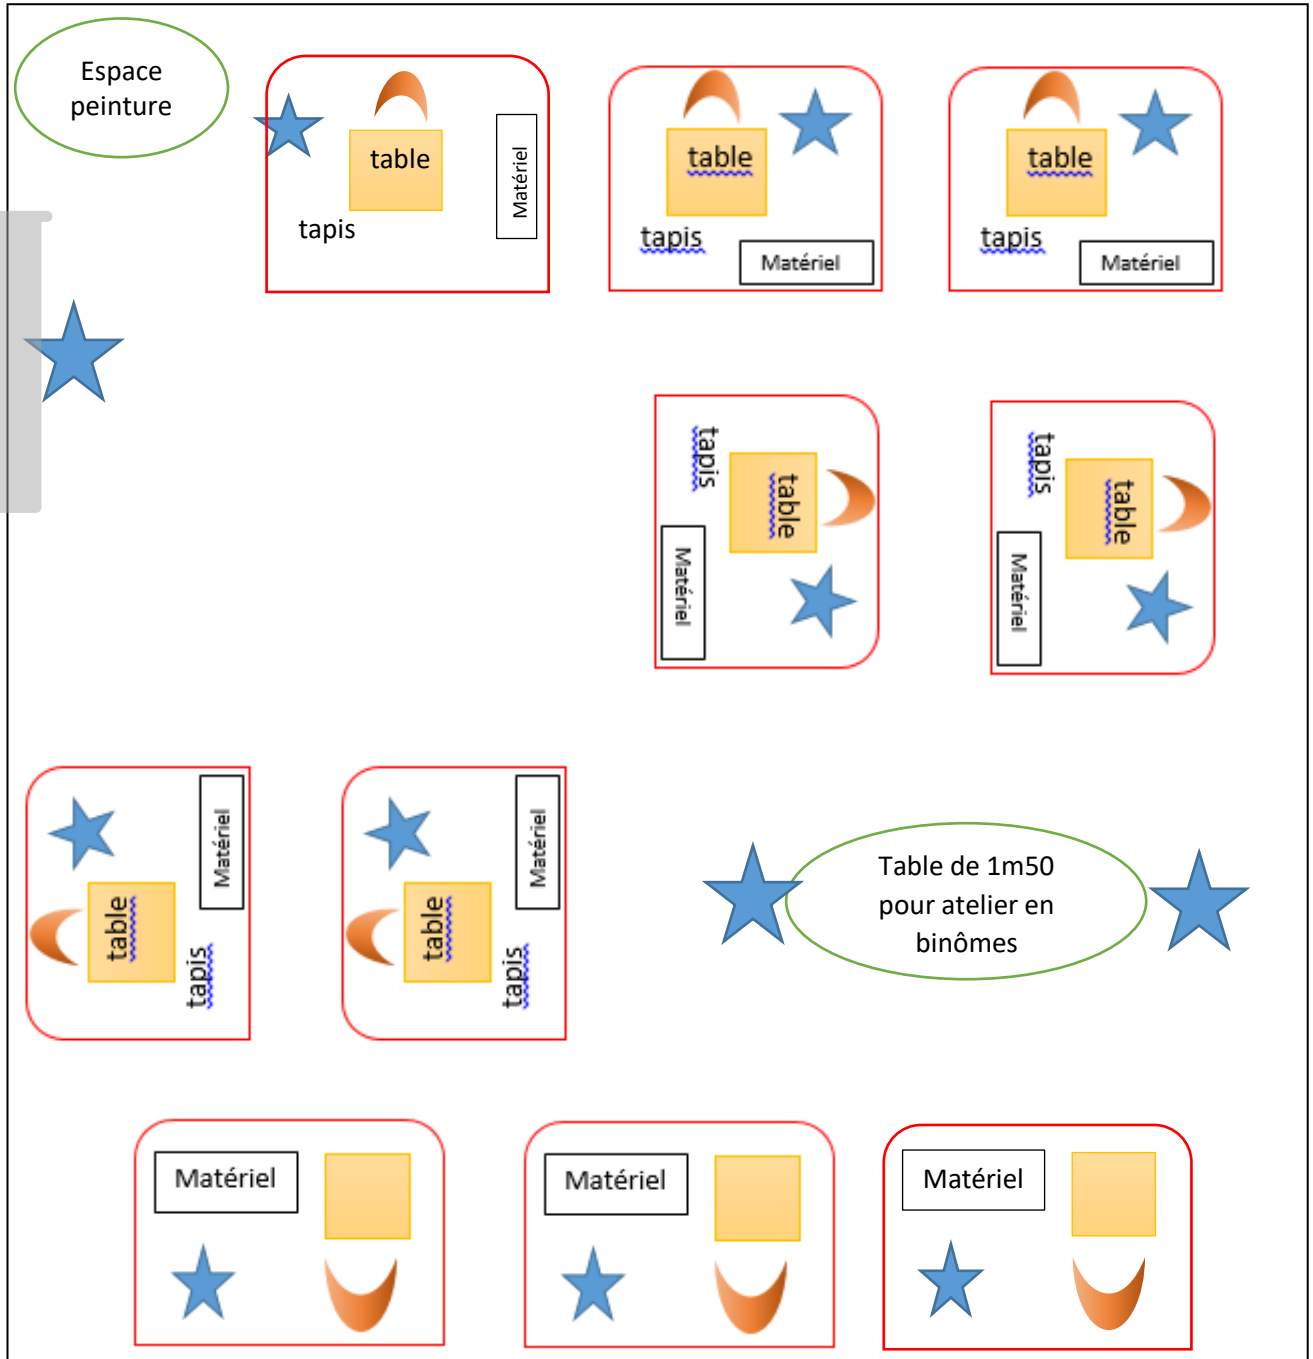 Espace
peinture
table
Matériel
tapis
table
tapis
Matériel
table
tapis
Matériel
tapis
table
Matériel
tapis
table
Matériel
Matériel
table
tapis
Matériel
table
tapis
Table de 1m50
pour atelier en
binômes
Matériel
Matériel
Matériel